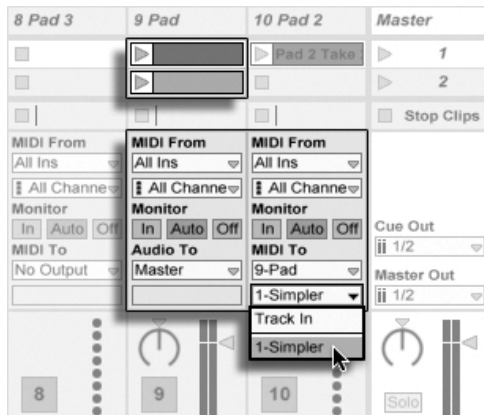 8 Pad 3 9 Pad 10 Pad 2 Master
Pad 2 Take 1
2
Stop Clips
MIDI From MIDI From MIDI From
All Ins All Ins All Ins
All Channe All Channe All Channe
Monitor Monitor Monitor
In Auto Off In Auto Off In Auto Off Cue Out
MIDI To Audio To MIDI To 1/2
No Output Master 9-Pad Master Out
1-Simpler 1/2
Track In
1-Simpler
8 9 10 Solo